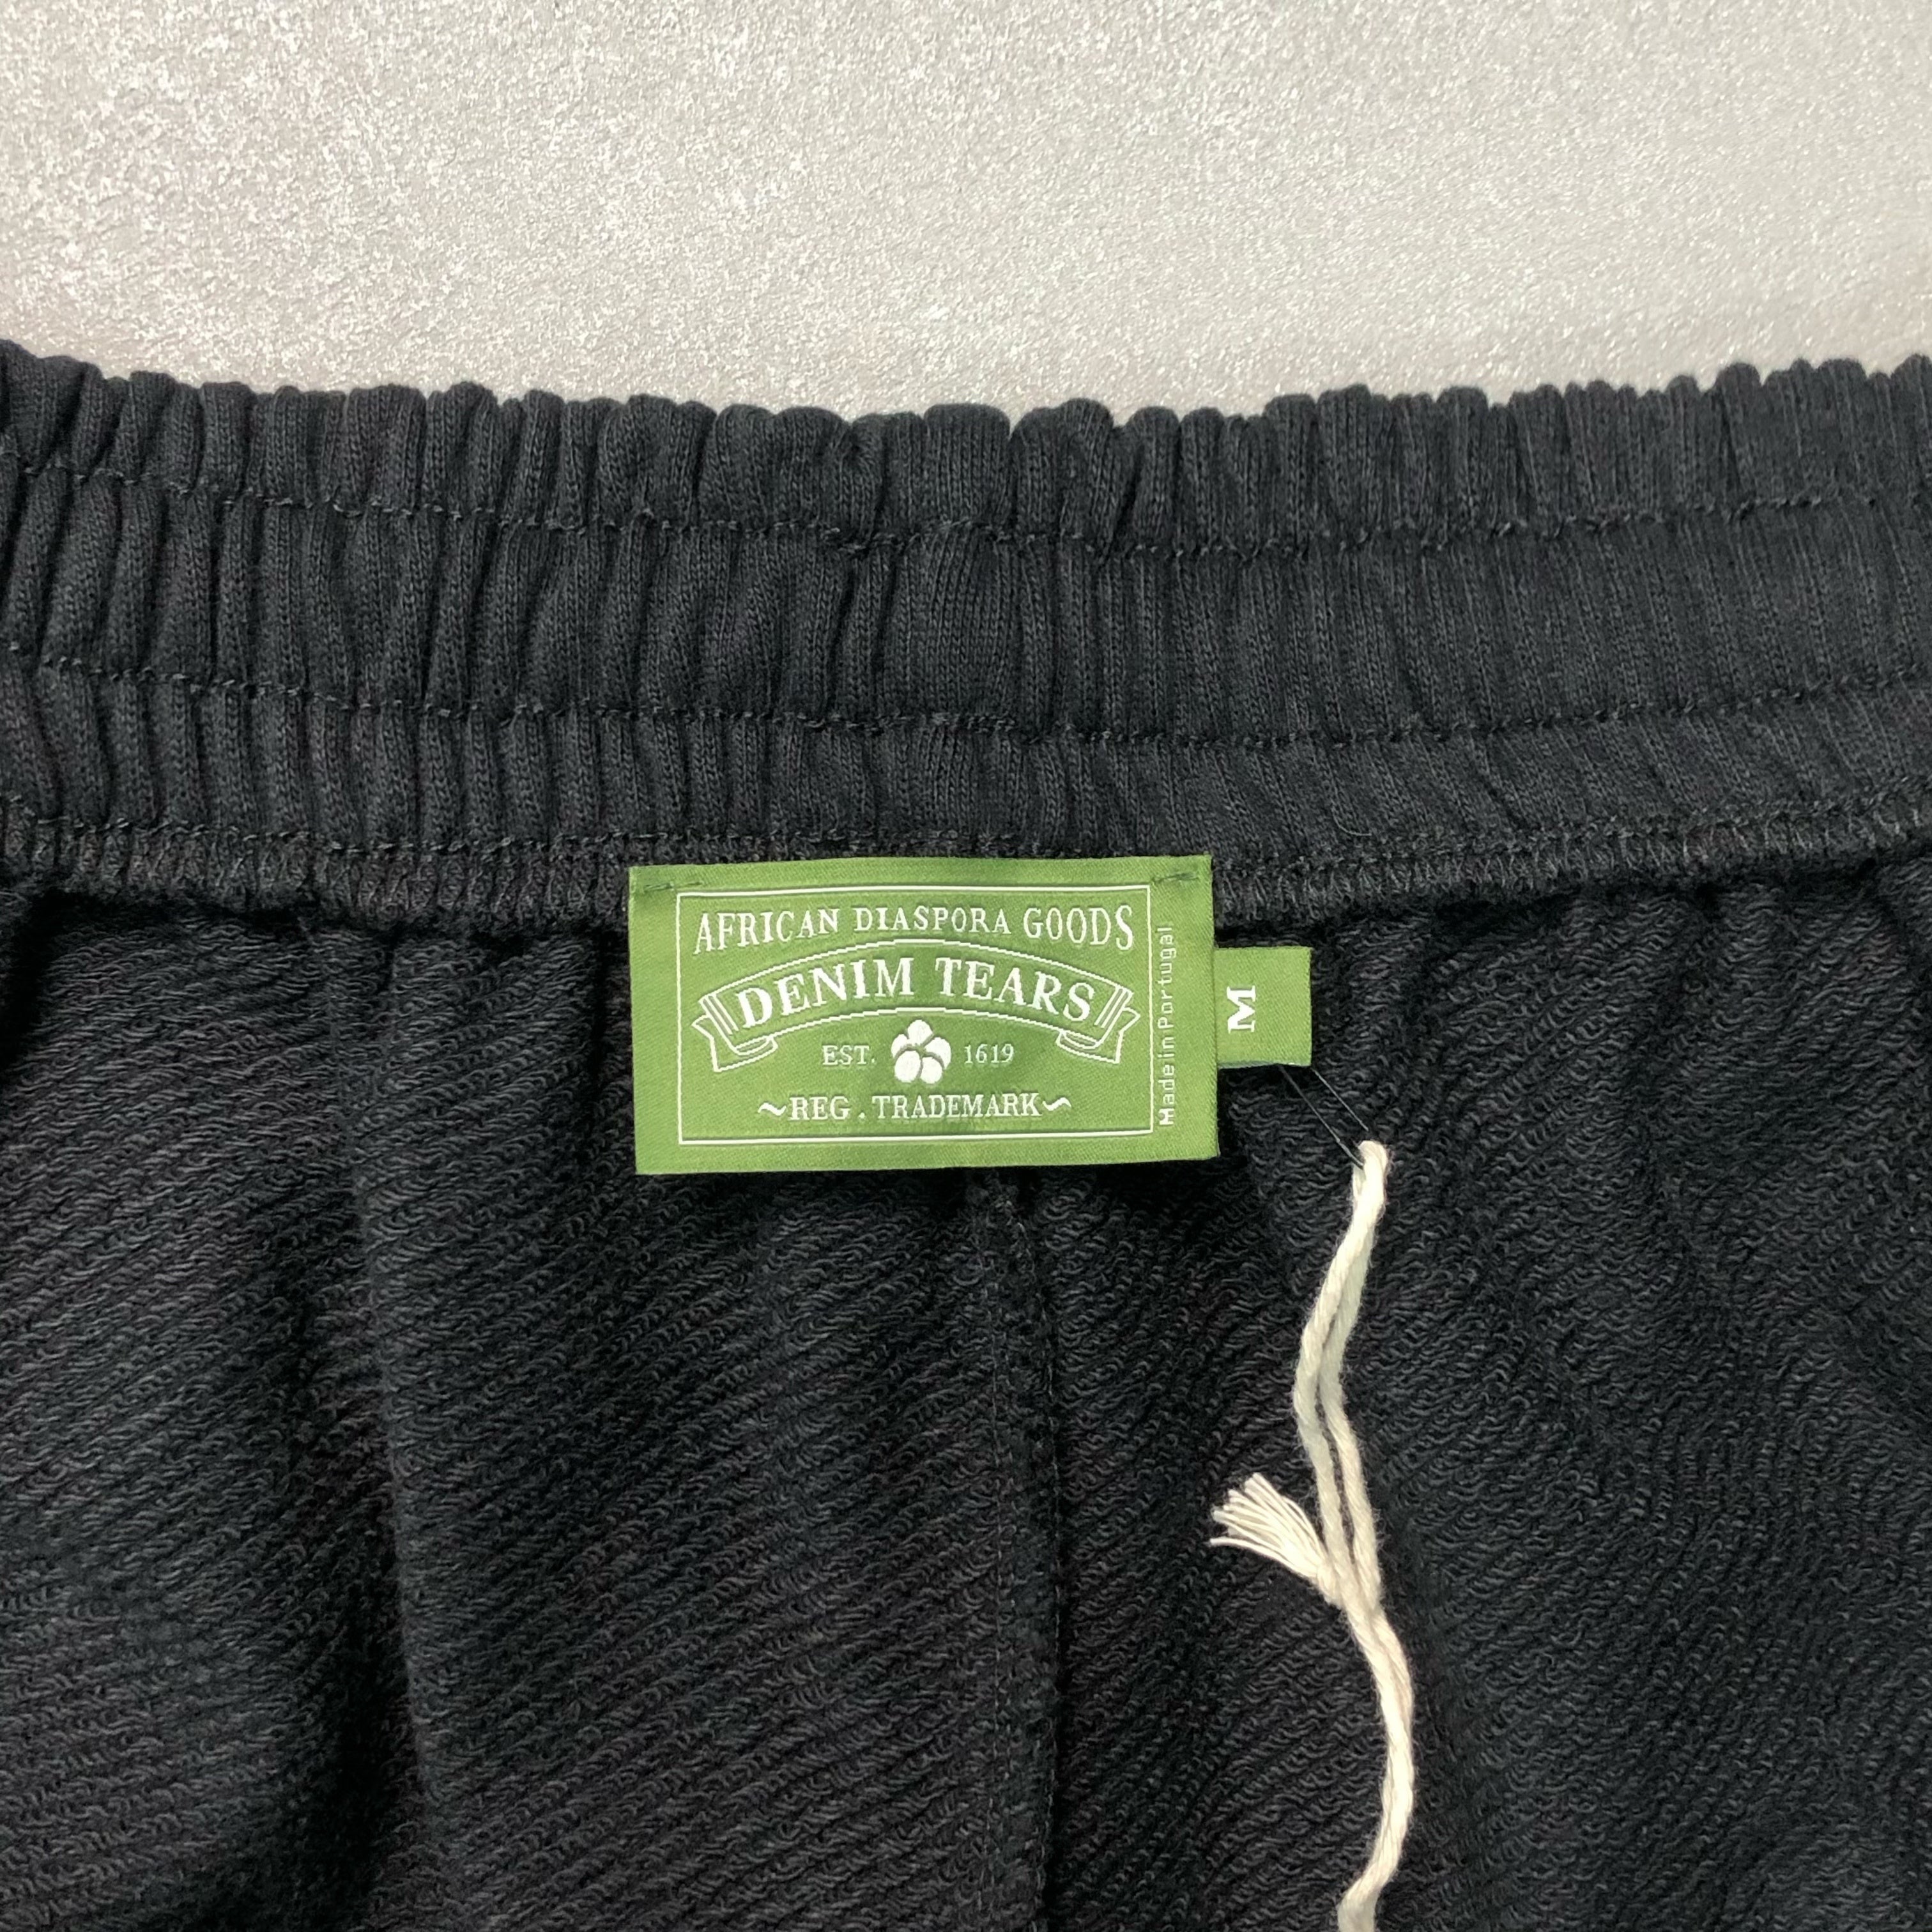 AFRICAN DIASPORA GOODS
DENIM TEARS
EST. 1619
~REG. TRADEMARK~
Made in Portugal
M